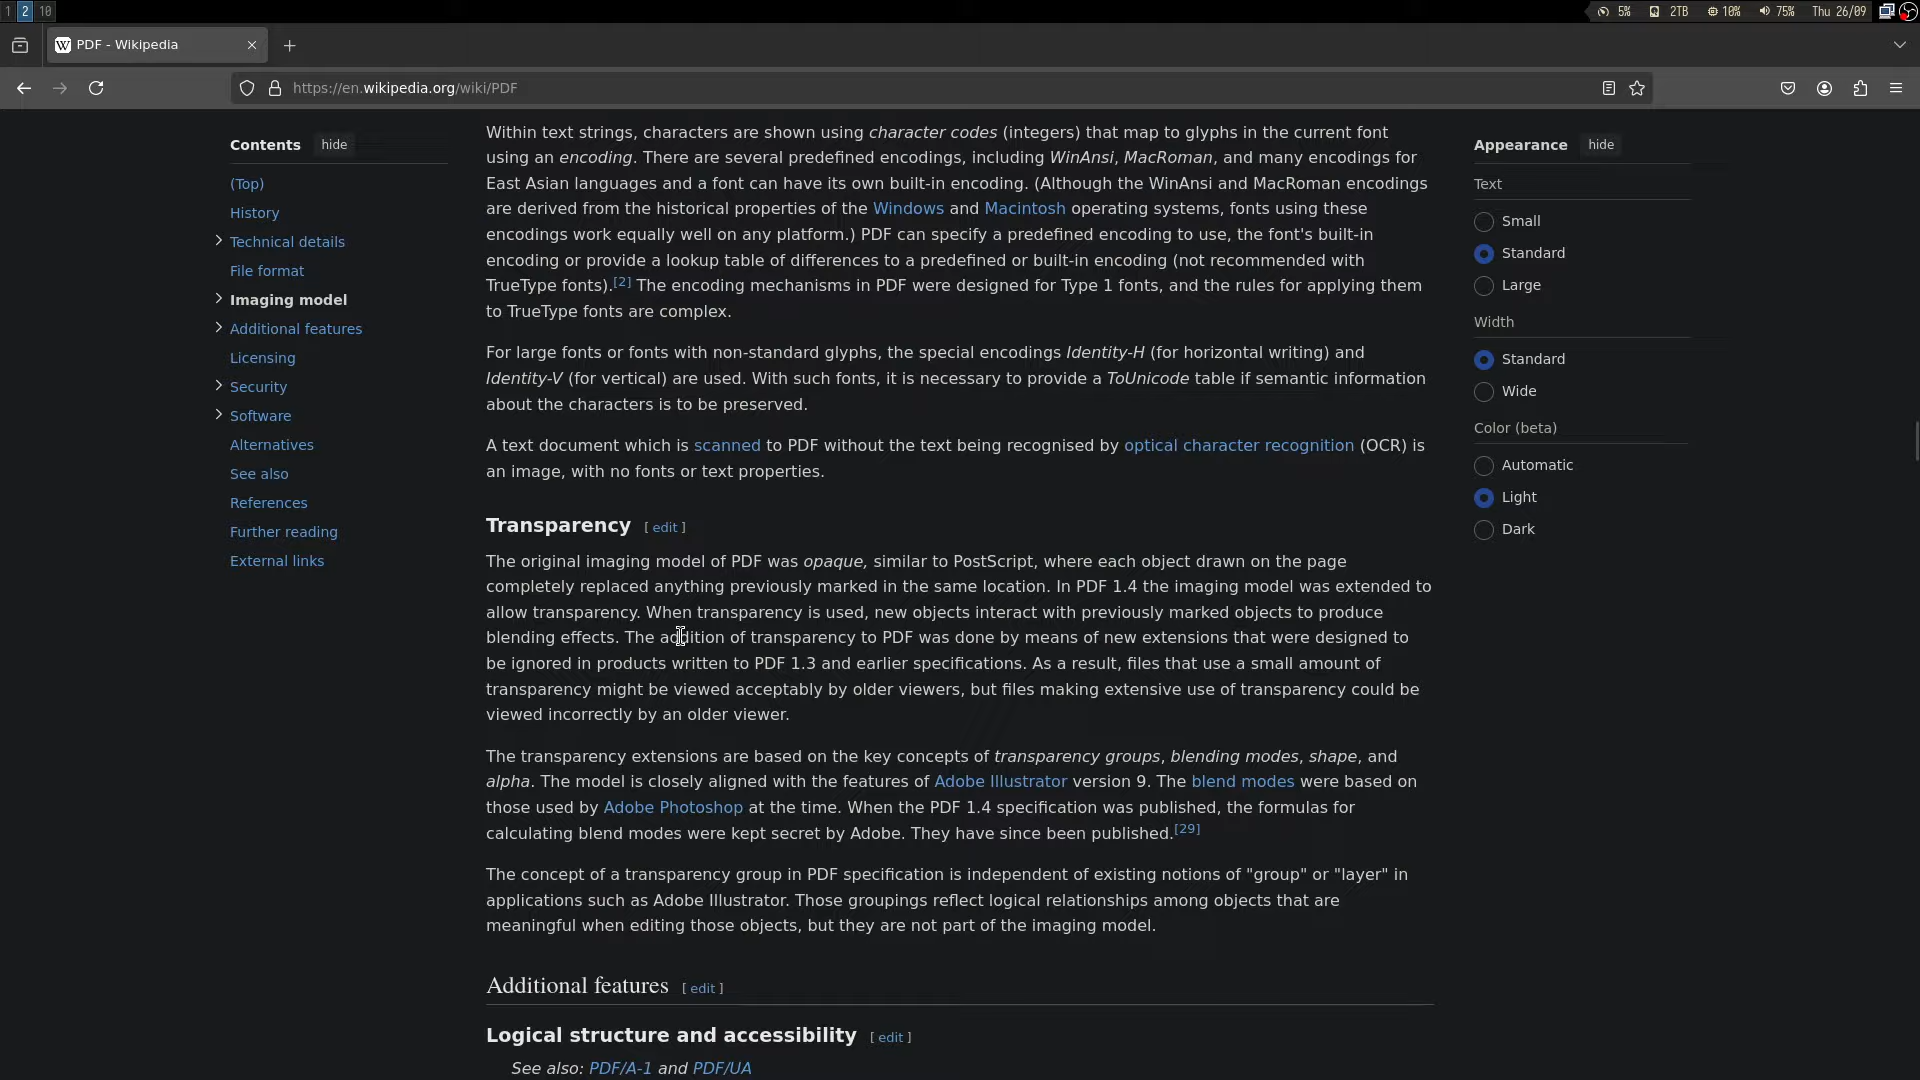 1 2 10
5% 2TB 10% 75% Thu 26/09
PDF - Wikipedia
https://en.wikipedia.org/wiki/PDF
Contents hide
(Top)
History
Technical details
File format
Imaging model
Additional features
Licensing
Security
Software
Alternatives
See also
References
Further reading
External links
Within text strings, characters are shown using character codes (integers) that map to glyphs in the current font
using an encoding. There are several predefined encodings, including WinAnsi, MacRoman, and many encodings for
East Asian languages and a font can have its own built-in encoding. (Although the WinAnsi and MacRoman encodings
are derived from the historical properties of the Windows and Macintosh operating systems, fonts using these
encodings work equally well on any platform.) PDF can specify a predefined encoding to use, the font's built-in
encoding or provide a lookup table of differences to a predefined or built-in encoding (not recommended with
TrueType fonts).[2] The encoding mechanisms in PDF were designed for Type 1 fonts, and the rules for applying them
to TrueType fonts are complex.
For large fonts or fonts with non-standard glyphs, the special encodings Identity-H (for horizontal writing) and
Identity-V (for vertical) are used. With such fonts, it is necessary to provide a ToUnicode table if semantic information
about the characters is to be preserved.
A text document which is scanned to PDF without the text being recognised by optical character recognition (OCR) is
an image, with no fonts or text properties.
Transparency [ edit ]
The original imaging model of PDF was opaque, similar to PostScript, where each object drawn on the page
completely replaced anything previously marked in the same location. In PDF 1.4 the imaging model was extended to
allow transparency. When transparency is used, new objects interact with previously marked objects to produce
blending effects. The addition of transparency to PDF was done by means of new extensions that were designed to
be ignored in products written to PDF 1.3 and earlier specifications. As a result, files that use a small amount of
transparency might be viewed acceptably by older viewers, but files making extensive use of transparency could be
viewed incorrectly by an older viewer.
The transparency extensions are based on the key concepts of transparency groups, blending modes, shape, and
alpha. The model is closely aligned with the features of Adobe Illustrator version 9. The blend modes were based on
those used by Adobe Photoshop at the time. When the PDF 1.4 specification was published, the formulas for
calculating blend modes were kept secret by Adobe. They have since been published.[29]
The concept of a transparency group in PDF specification is independent of existing notions of "group" or "layer" in
applications such as Adobe Illustrator. Those groupings reflect logical relationships among objects that are
meaningful when editing those objects, but they are not part of the imaging model.
Additional features [ edit ]
Logical structure and accessibility [ edit ]
See also: PDF/A-1 and PDF/UA
Appearance hide
Text
Small
Standard
Large
Width
Standard
Wide
Color (beta)
Automatic
Light
Dark